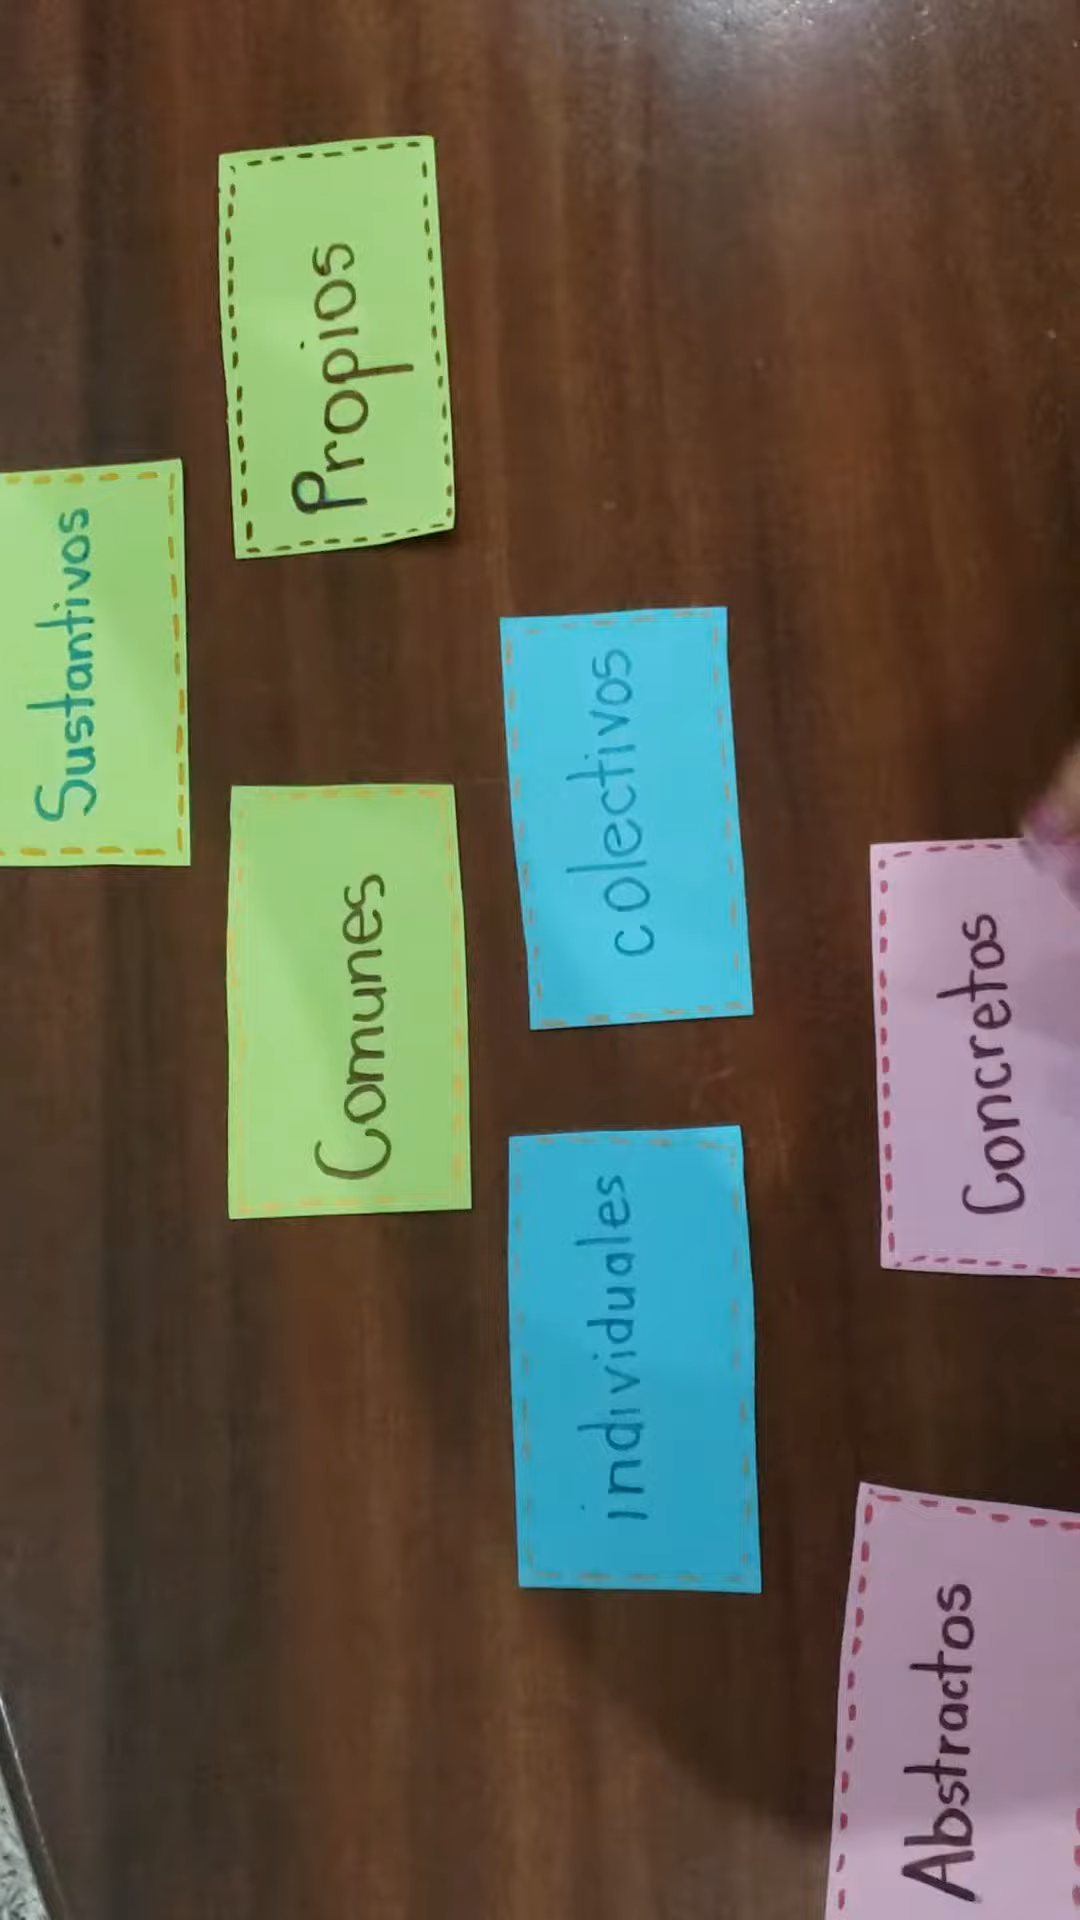 Sustantivos
Comunes
Propios
individuales
colectivos
Abstractos
Concretos